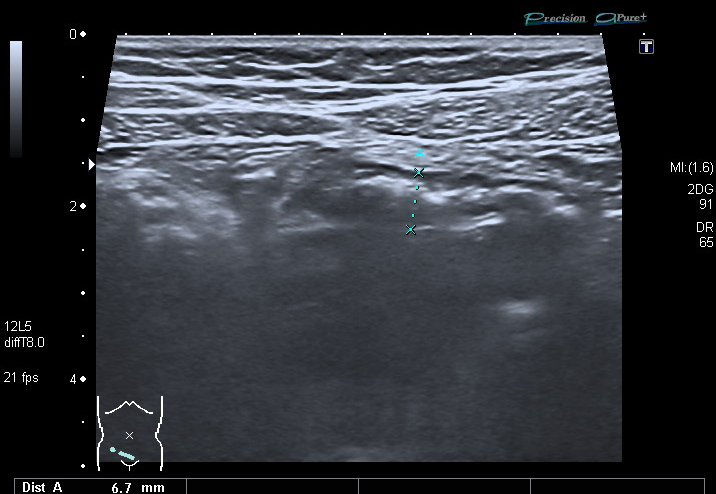 Precision APure+
T
0
2
4
MI:(1.6)
2DG
91
DR
65
12L5
diffT8.0
21 fps
Dist A 6.7 mm